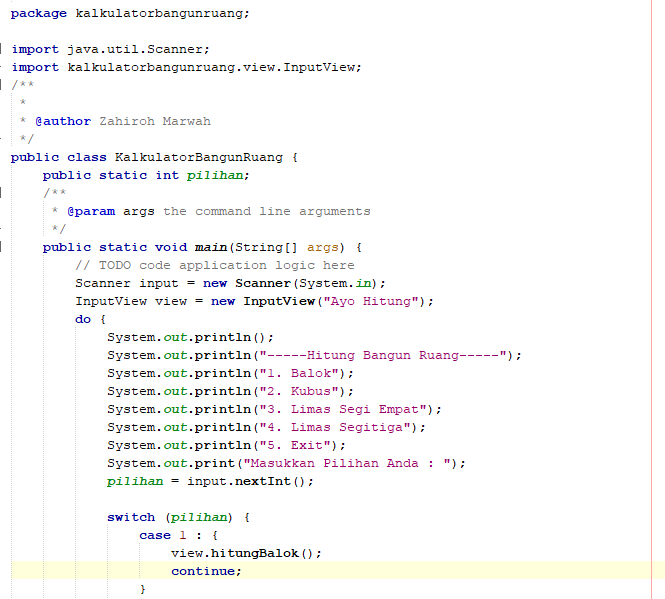 package kalkulatorbangunruang;
import java.util.Scanner;
import kalkulatorbangunruang.view.InputView;
/**
 *
 * @author Zahiroh Marwah
 */
public class KalkulatorBangunRuang {
    public static int pilihan;
    /**
     * @param args the command line arguments
     */
    public static void main(String[] args) {
        // TODO code application logic here
        Scanner input = new Scanner(System.in);
        InputView view = new InputView("Ayo Hitung");
        do {
            System.out.println();
            System.out.println("-----Hitung Bangun Ruang-----");
            System.out.println("1. Balok");
            System.out.println("2. Kubus");
            System.out.println("3. Limas Segi Empat");
            System.out.println("4. Limas Segitiga");
            System.out.println("5. Exit");
            System.out.print("Masukkan Pilihan Anda : ");
            pilihan = input.nextInt();
            switch (pilihan) {
                case 1 : {
                    view.hitungBalok();
                    continue;
                }